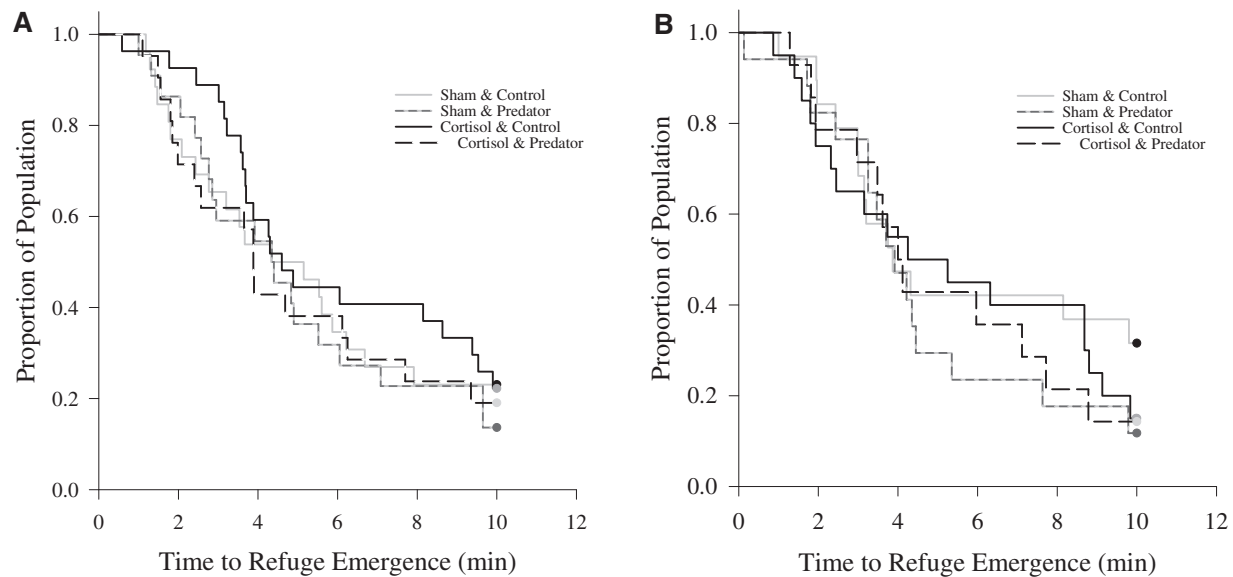 A
Proportion of Population
1.0
0.8
0.6
0.4
0.2
0.0
0 2 4 6 8 10 12
Time to Refuge Emergence (min)
Sham & Control
Sham & Predator
Cortisol & Control
Cortisol & Predator
B
Proportion of Population
1.0
0.8
0.6
0.4
0.2
0.0
0 2 4 6 8 10 12
Time to Refuge Emergence (min)
Sham & Control
Sham & Predator
Cortisol & Control
Cortisol & Predator